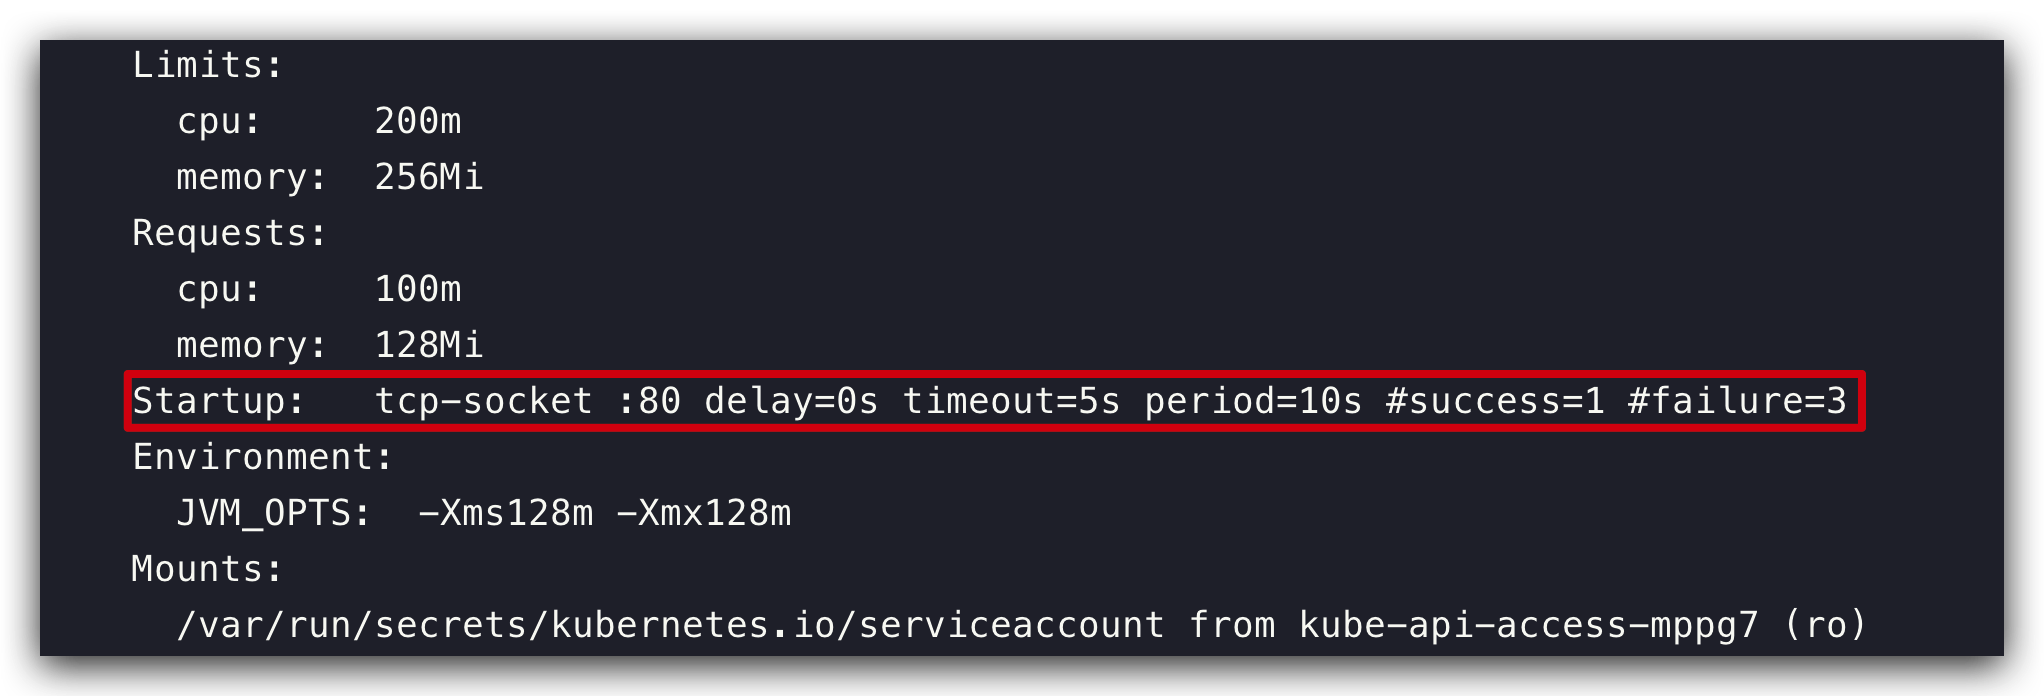 Limits:
cpu: 200m
memory: 256Mi
Requests:
cpu: 100m
memory: 128Mi
Startup: tcp-socket :80 delay=0s timeout=5s period=10s #success=1 #failure=3
Environment:
JVM_OPTS: -Xms128m -Xmx128m
Mounts:
/var/run/secrets/kubernetes.io/serviceaccount from kube-api-access-mppg7 (ro)